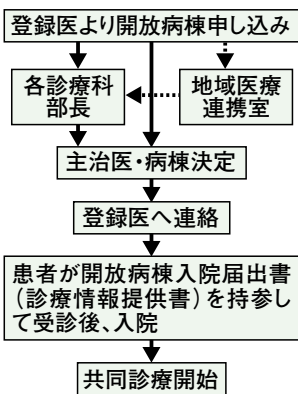 登録医より開放病棟申し込み
各診療科
部長
地域医療
連携室
主治医・病棟決定
登録医へ連絡
患者が開放病棟入院届出書
(診療情報提供書)を持参し
て受診後、入院
共同診療開始